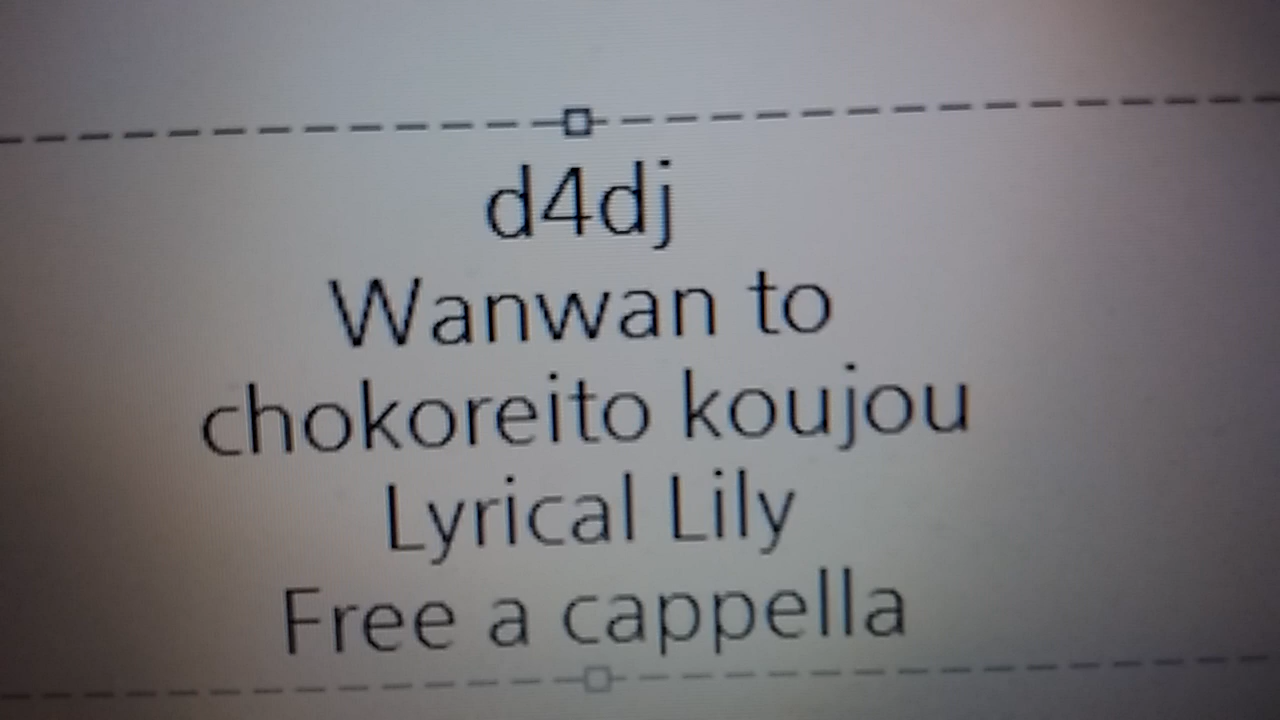 d4dj
Wanwan to
chokoreito koujou
Lyrical Lily
Free a cappella